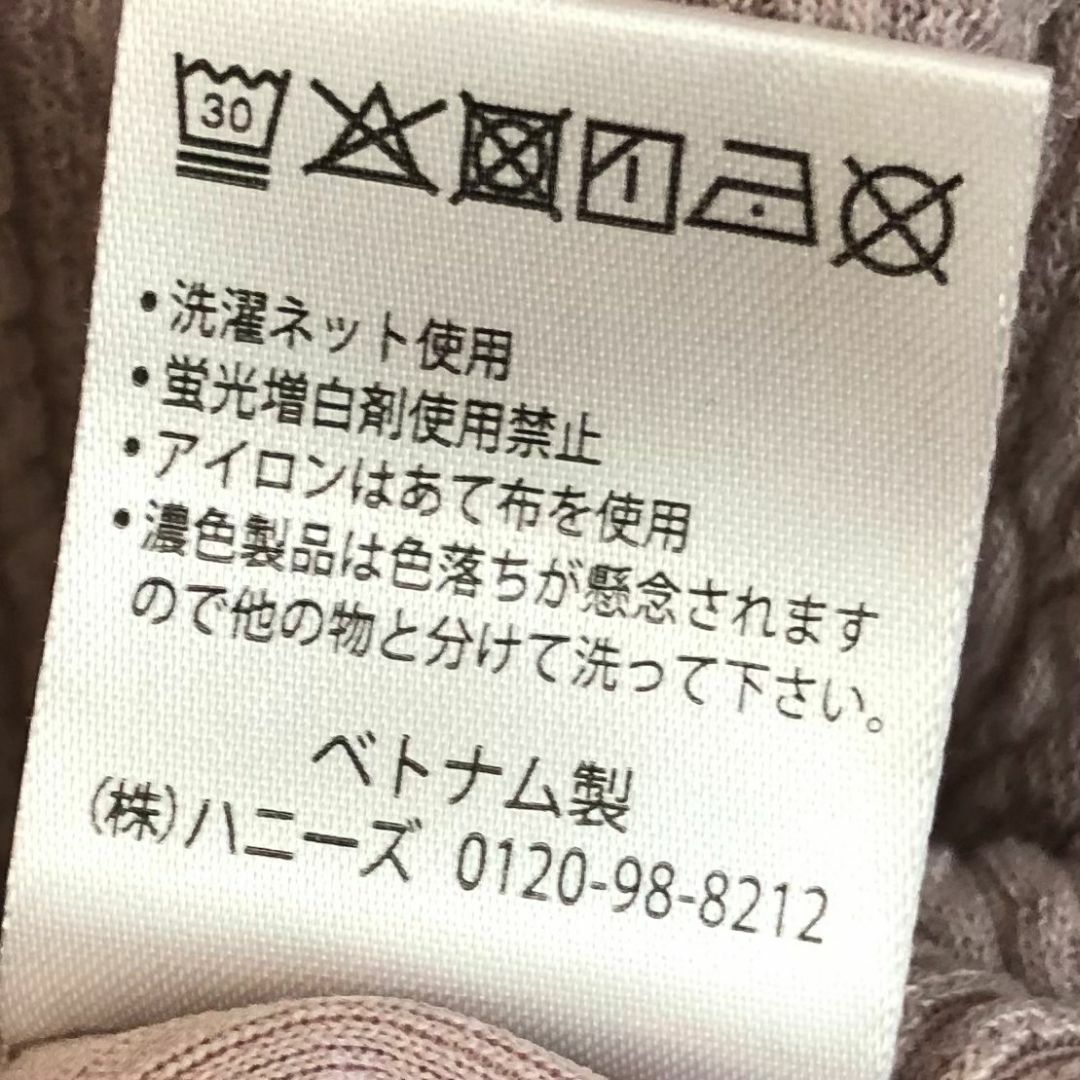 30
・洗濯ネット使用
・蛍光増白剤使用禁止
・アイロンはあて布を使用
・濃色製品は色落ちが懸念されます
ので他の物と分けて洗って下さい。
ベトナム製
(株)ハニーズ 0120-98-8212